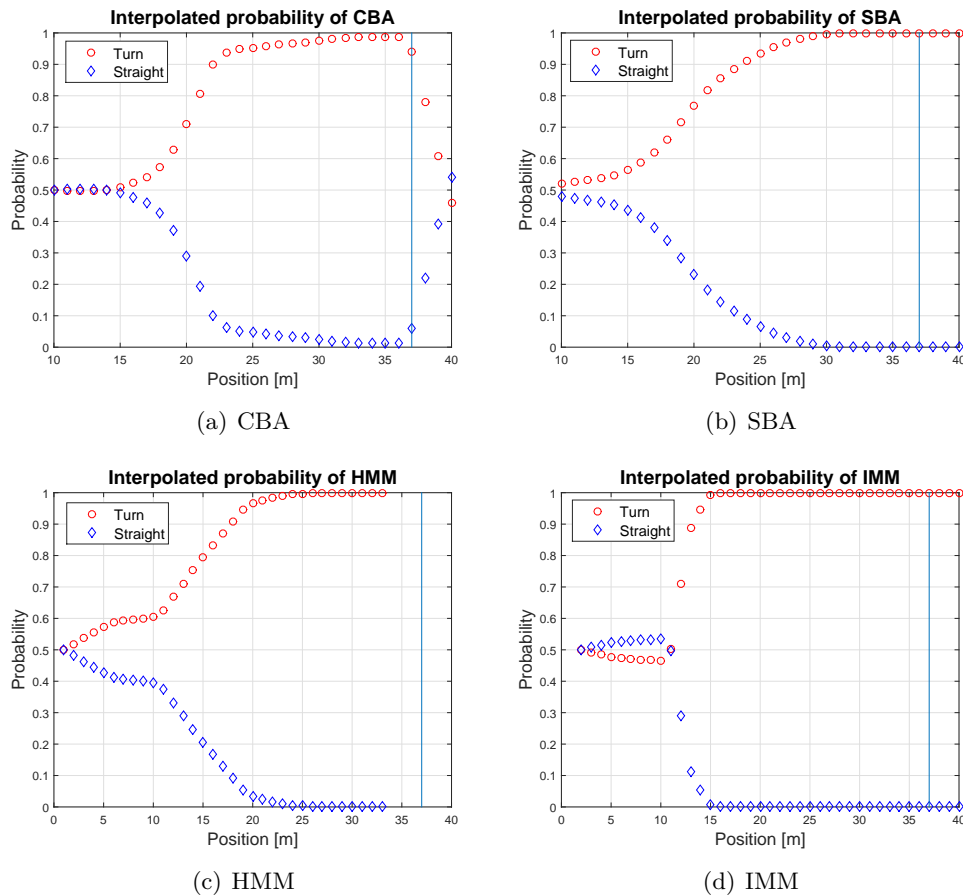 Interpolated probability of CBA
1
0.9
0.8
0.7
0.6
0.5
0.4
0.3
0.2
0.1
0
Probability
Turn
Straight
10 15 20 25 30 35 40
Position [m]
(a) CBA
Interpolated probability of SBA
1
0.9
0.8
0.7
0.6
0.5
0.4
0.3
0.2
0.1
0
Probability
Turn
Straight
10 15 20 25 30 35 40
Position [m]
(b) SBA
Interpolated probability of HMM
1
0.9
0.8
0.7
0.6
0.5
0.4
0.3
0.2
0.1
0
Probability
Turn
Straight
0 5 10 15 20 25 30 35 40
Position [m]
(c) HMM
Interpolated probability of IMM
1
0.9
0.8
0.7
0.6
0.5
0.4
0.3
0.2
0.1
0
Probability
Turn
Straight
0 5 10 15 20 25 30 35 40
Position [m]
(d) IMM